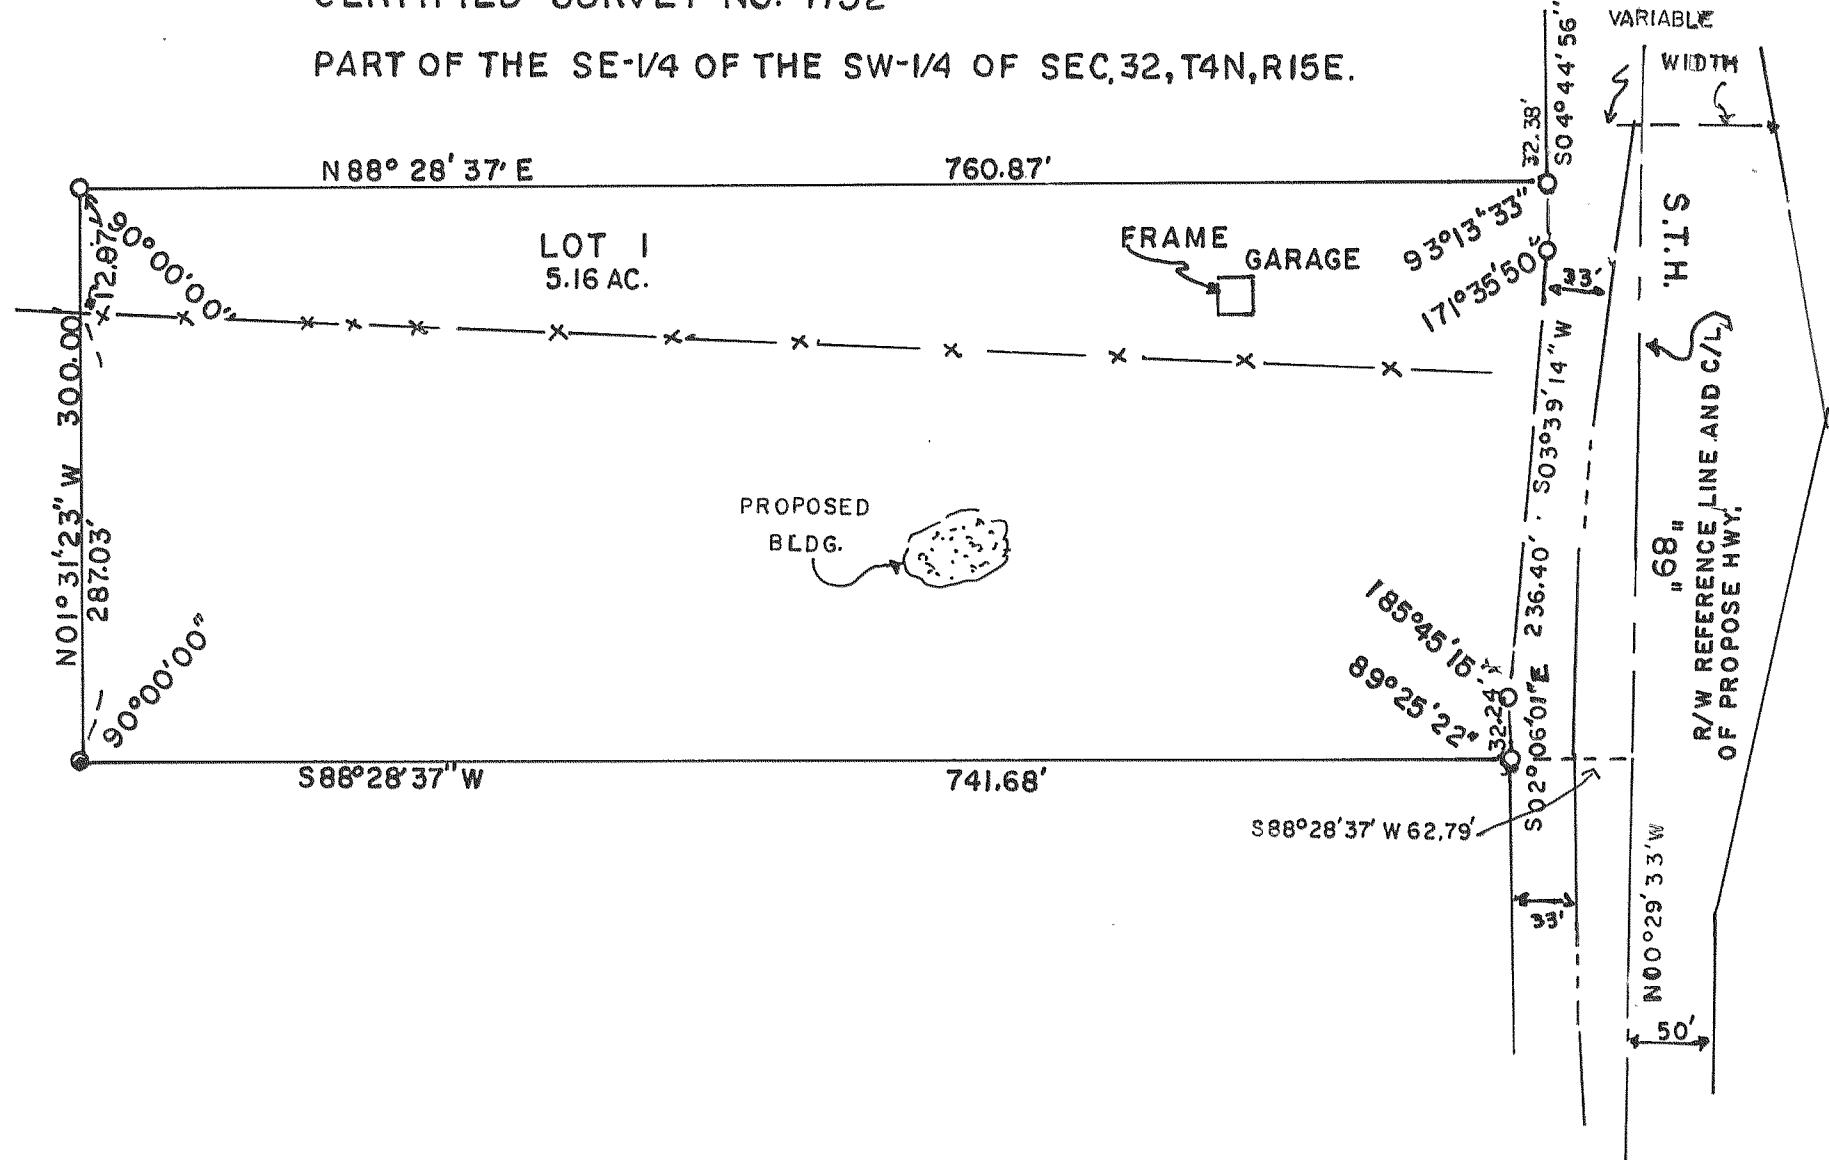 PART OF THE SE-1/4 OF THE SW-1/4 OF SEC.32,T4N,R15E.
VARIABLE
WIDTH
S04°44'56"
32.38'
N88° 28' 37' E
760.87'
93°13'33"
171°35'50"
33'
S.T.H.
"89"
R/W REFERENCE LINE AND C/L
OF PROPOSE HWY.
LOT 1
5.16 AC.
FRAME
GARAGE
90°00'00"
12.97'
N01°31'23" W 300.00
287.03'
PROPOSED
BLDG.
S03°39'14"W
236.40'
185°45'15"
89°25'22"
32.24'
S02°06'01"E
90°00'00"
S88°28'37"W
741.68'
S88°28'37' W 62.79'
33'
N00°29'33'W
50'